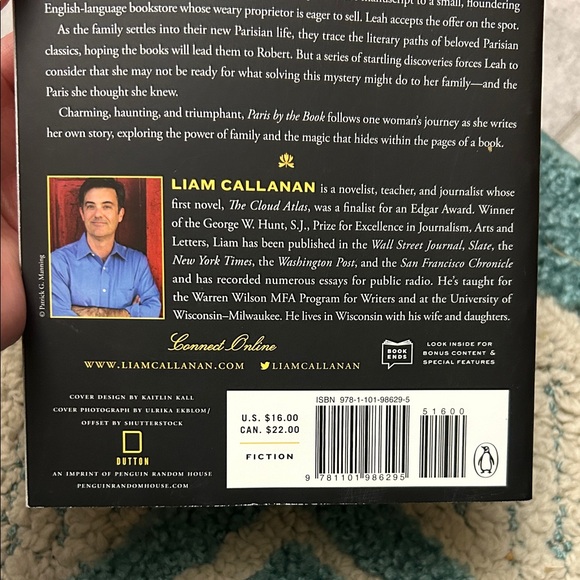 to a small, floundering
English-language bookstore whose weary proprietor is eager to sell. Leah accepts the offer on the spot.
As the family settles into their new Parisian life, they trace the literary paths of beloved Parisian
classics, hoping the books will lead them to Robert. But a series of startling discoveries forces Leah to
consider that she may not be ready for what solving this mystery might do to her family—and the
Paris she thought she knew.
Charming, haunting, and triumphant, Paris by the Book follows one woman's journey as she writes
her own story, exploring the power of family and the magic that hides within the pages of a book.
LIAM CALLANAN is a novelist, teacher, and journalist whose
first novel, The Cloud Atlas, was a finalist for an Edgar Award. Winner
of the George W. Hunt, S.J., Prize for Excellence in Journalism, Arts and
Letters, Liam has been published in the Wall Street Journal, Slate, the
New York Times, the Washington Post, and the San Francisco Chronicle
and has recorded numerous essays for public radio. He's taught for
the Warren Wilson MFA Program for Writers and at the University of
Wisconsin–Milwaukee. He lives in Wisconsin with his wife and daughters.
© Patrick G. Manning
Connect Online
WWW.LIAMCALLANAN.COM LIAMCALLANAN
BOOK
ENDS
LOOK INSIDE FOR
BONUS CONTENT &
SPECIAL FEATURES
COVER DESIGN BY KAITLIN KALL
COVER PHOTOGRAPH BY ULRIKA EKBLOM/
OFFSET BY SHUTTERSTOCK
DUTTON
AN IMPRINT OF PENGUIN RANDOM HOUSE
PENGUINRANDOMHOUSE.COM
U.S. $16.00
CAN. $22.00
FICTION
ISBN 978-1-101-98629-5
51600
9 781101 986295